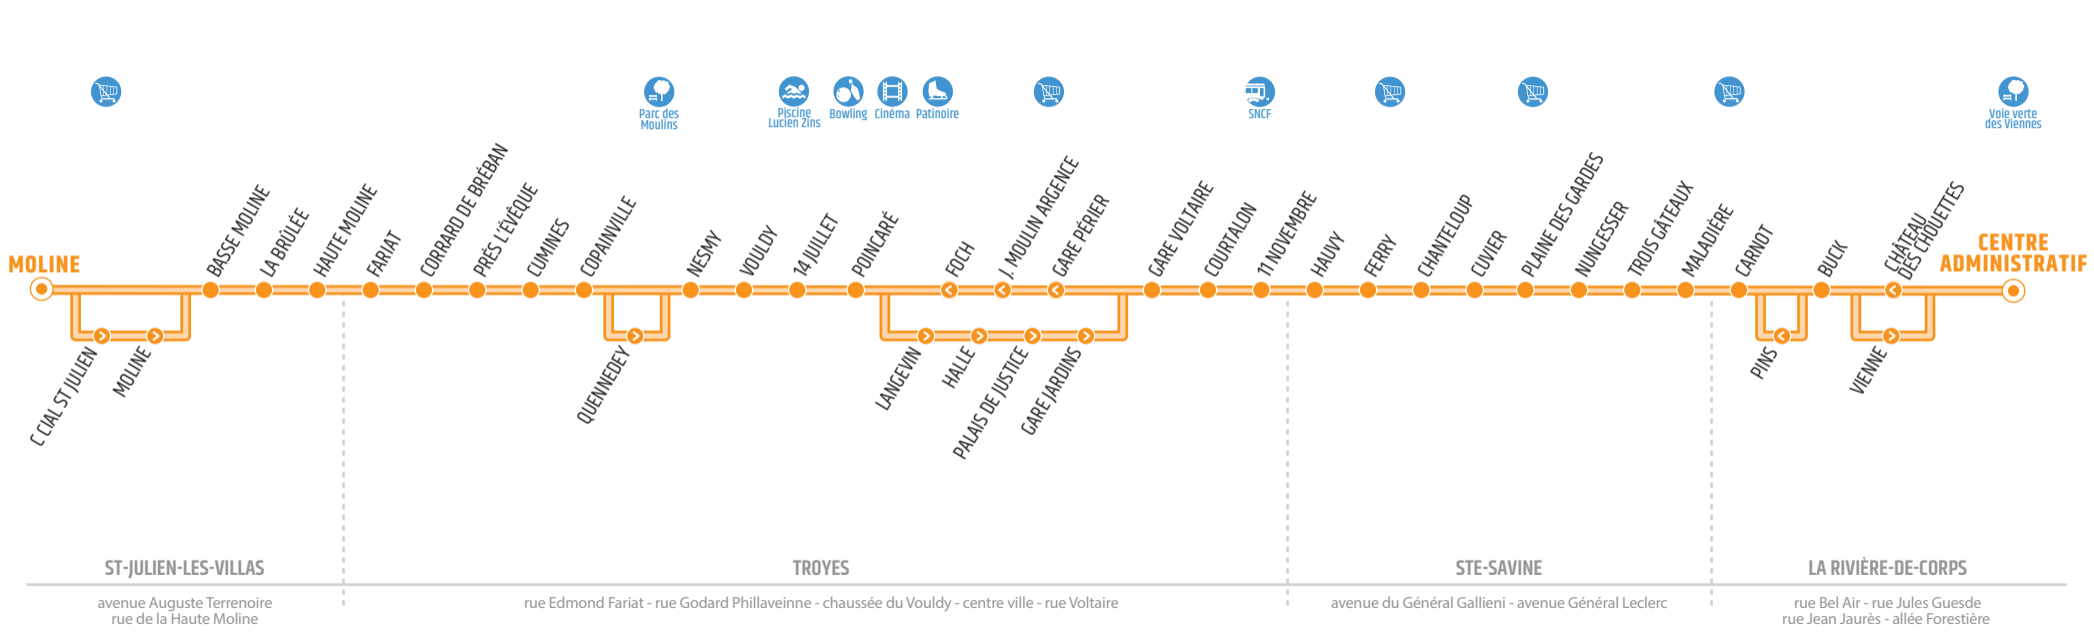 Parc des
Moulins
Piscine
Lucien Zins
Bowling
Cinéma
Patinoire
SNCF
Voie verte
des Viennes
MOLINE
BASSE MOLINE
LA BRÛLÉE
HAUTE MOLINE
FARIAT
CORRARD DE BRÉBAN
PRÉS L'ÉVÊQUE
CUMINES
COPAINVILLE
NESMY
VOULDY
14 JUILLET
POINCARÉ
FOCH
J. MOULIN ARGENCE
GARE PÉRIER
GARE VOLTAIRE
COURTALON
11 NOVEMBRE
HAUVY
FERRY
CHANTELOUP
CUVIER
PLAINE DES GARDES
NUNGESSER
TROIS GÂTEAUX
MALADIÈRE
CARNOT
BUCK
CHÂTEAU
DES CHOUETTES
CENTRE
ADMINISTRATIF
C CIAL ST JULIEN
MOLINE
QUENNEDEY
LANGEVIN
HALLE
PALAIS DE JUSTICE
GARE JARDINS
PINS
VIENNE
ST-JULIEN-LES-VILLAS
TROYES
STE-SAVINE
LA RIVIÈRE-DE-CORPS
avenue Auguste Terrenoire
rue de la Haute Moline
rue Edmond Fariat - rue Godard Phillaveinne - chaussée du Vouldy - centre ville - rue Voltaire
avenue du Général Gallieni - avenue Général Leclerc
rue Bel Air - rue Jules Guesde
rue Jean Jaurès - allée Forestière